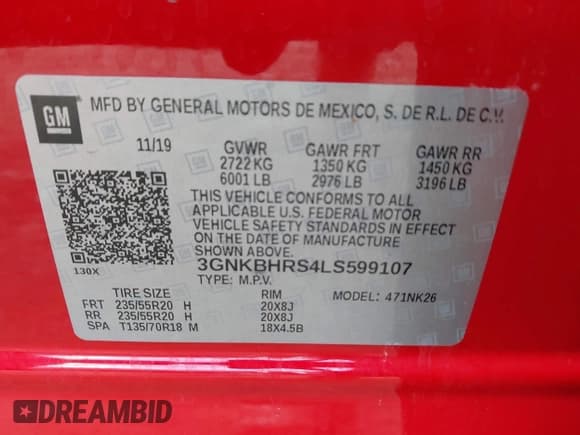 GM
MFD BY GENERAL MOTORS DE MEXICO, S. DE R.L. DE C.V.
11/19 GVWR GAWR FRT GAWR RR
2722 KG 1350 KG 1450 KG
6001 LB 2976 LB 3196 LB
THIS VEHICLE CONFORMS TO ALL
APPLICABLE U.S. FEDERAL MOTOR
VEHICLE SAFETY STANDARDS IN EFFECT
ON THE DATE OF MANUFACTURE
SHOWN ABOVE.
130X 3GNKBHRS4LS599107
TYPE: M.P.V. MODEL: 471NK26
TIRE SIZE RIM
FRT 235/55R20 H 20X8J
RR 235/55R20 H 20X8J
SPA T135/70R18 M 18X4.5B
DREAMBID